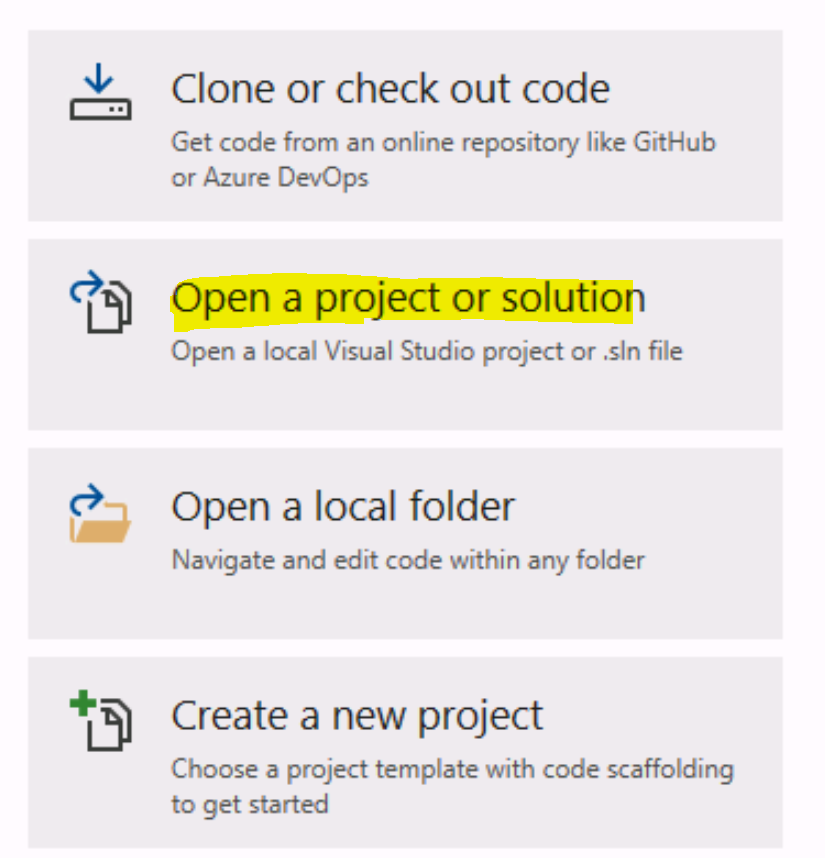 Clone or check out code
Get code from an online repository like GitHub
or Azure DevOps
Open a project or solution
Open a local Visual Studio project or .sln file
Open a local folder
Navigate and edit code within any folder
Create a new project
Choose a project template with code scaffolding
to get started